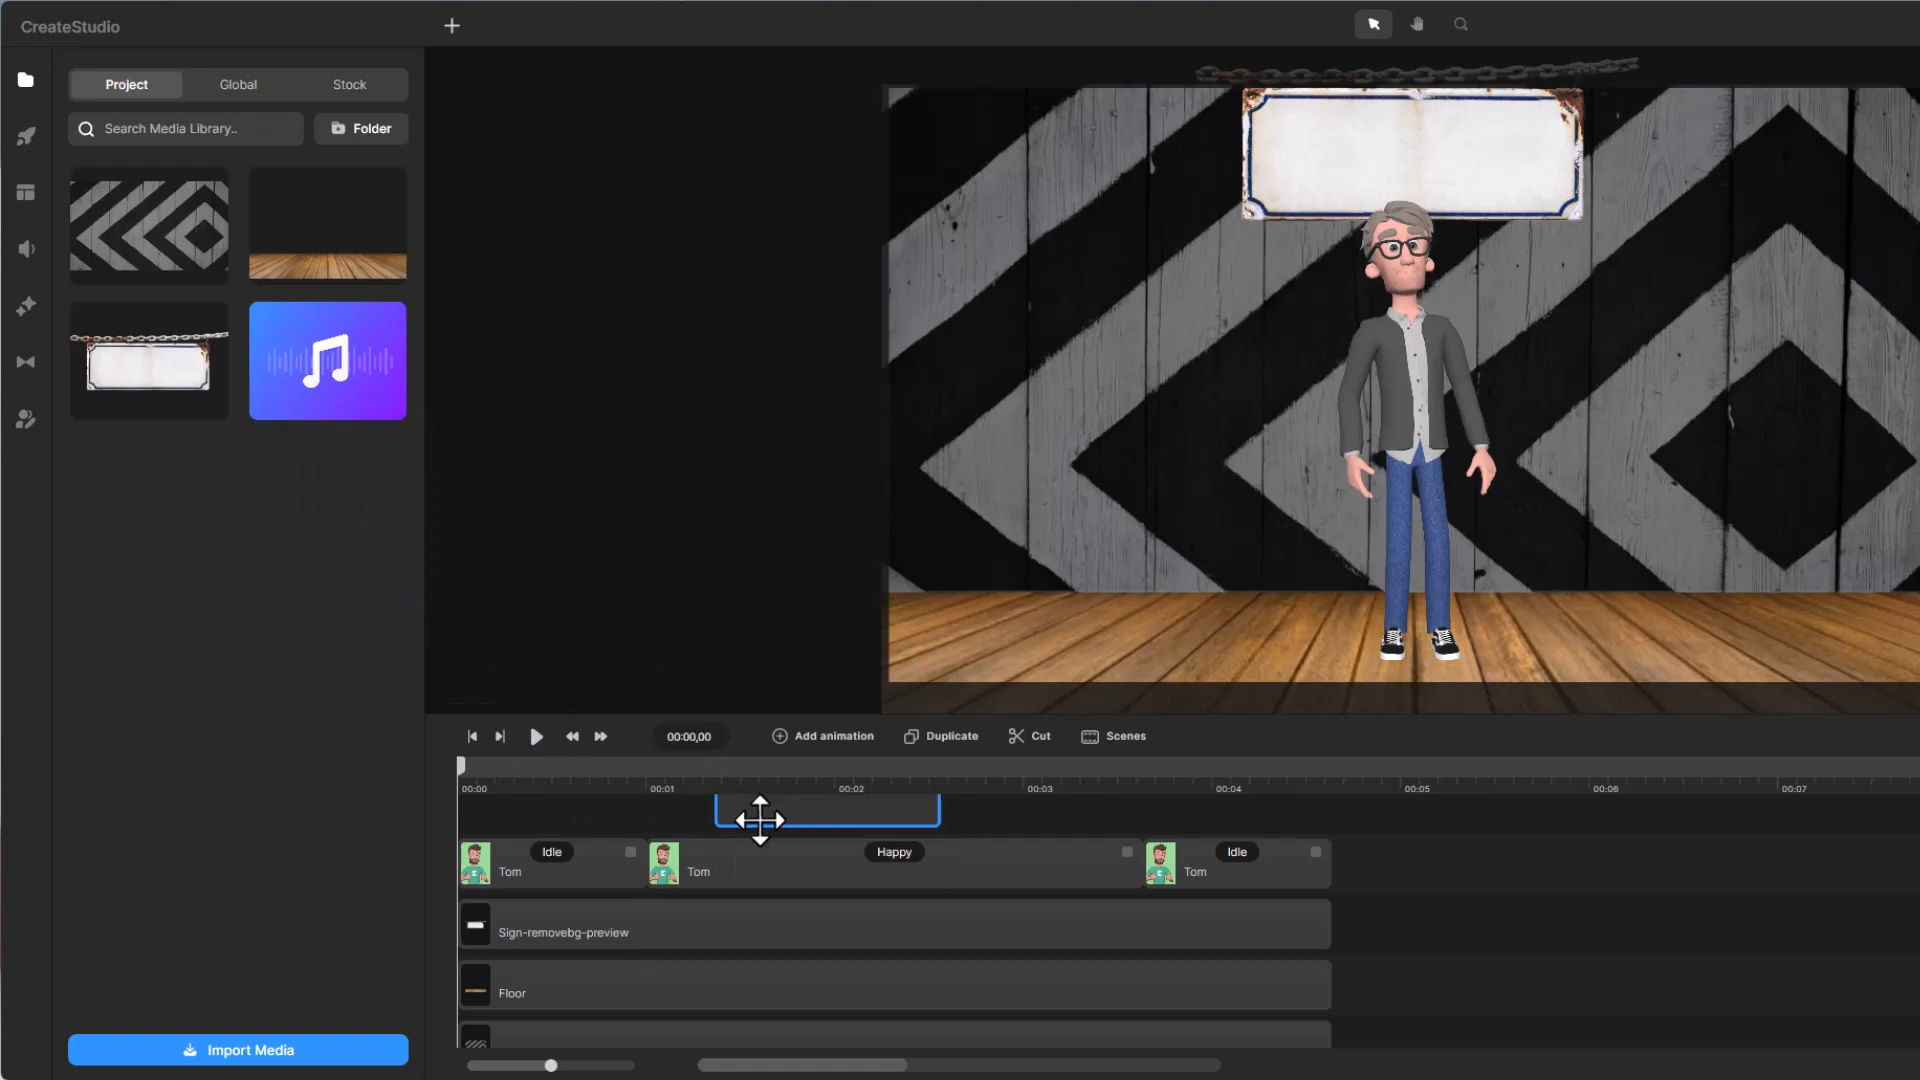 CreateStudio
Project
Global
Stock
Search Media Library..
Folder
Import Media
00:00,00
Add animation
Duplicate
Cut
Scenes
00:00
00:01
00:02
00:03
00:04
00:05
00:06
00:07
Idle
Tom
Happy
Tom
Idle
Tom
Sign-removebg-preview
Floor